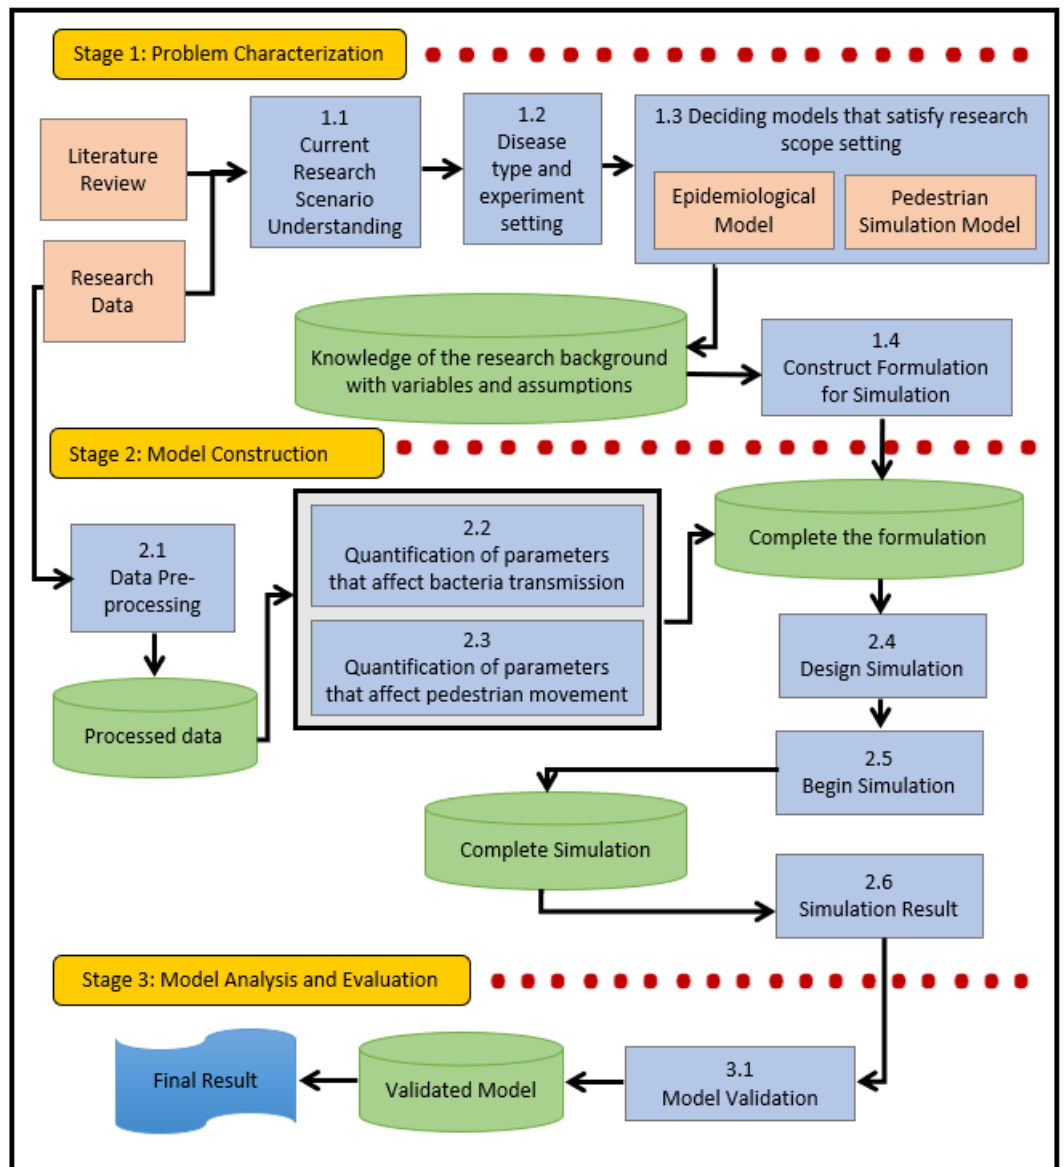 Stage 1: Problem Characterization
Literature
Review
Research
Data
1.1
Current
Research
Scenario
Understanding
1.2
Disease
type and
experiment
setting
1.3 Deciding models that satisfy research
scope setting
Epidemiological
Model
Pedestrian
Simulation Model
Knowledge of the research background
with variables and assumptions
1.4
Construct Formulation
for Simulation
Stage 2: Model Construction
2.1
Data Pre-
processing
Processed data
2.2
Quantification of parameters
that affect bacteria transmission
2.3
Quantification of parameters
that affect pedestrian movement
Complete the formulation
2.4
Design Simulation
2.5
Begin Simulation
Complete Simulation
2.6
Simulation Result
Stage 3: Model Analysis and Evaluation
Final Result
Validated Model
3.1
Model Validation